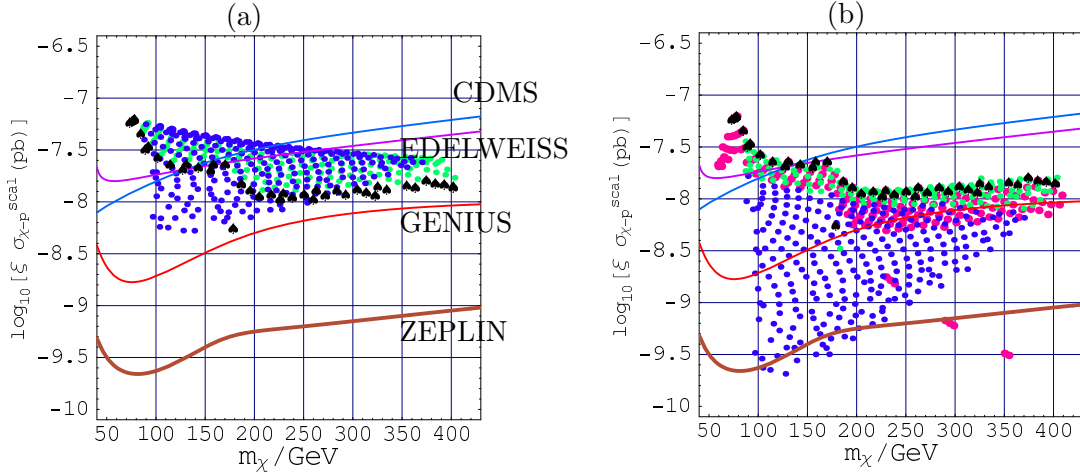 (a)
-6.5
-7
-7.5
-8
-8.5
-9
-9.5
-10
log₁₀[ξ σχ-p^scal (pb)]
CDMS
EDELWEISS
GENIUS
ZEPLIN
50 100 150 200 250 300 350 400
mχ/GeV
(b)
-6.5
-7
-7.5
-8
-8.5
-9
-9.5
-10
log₁₀[ξ σχ-p^scal (pb)]
50 100 150 200 250 300 350 400
mχ/GeV